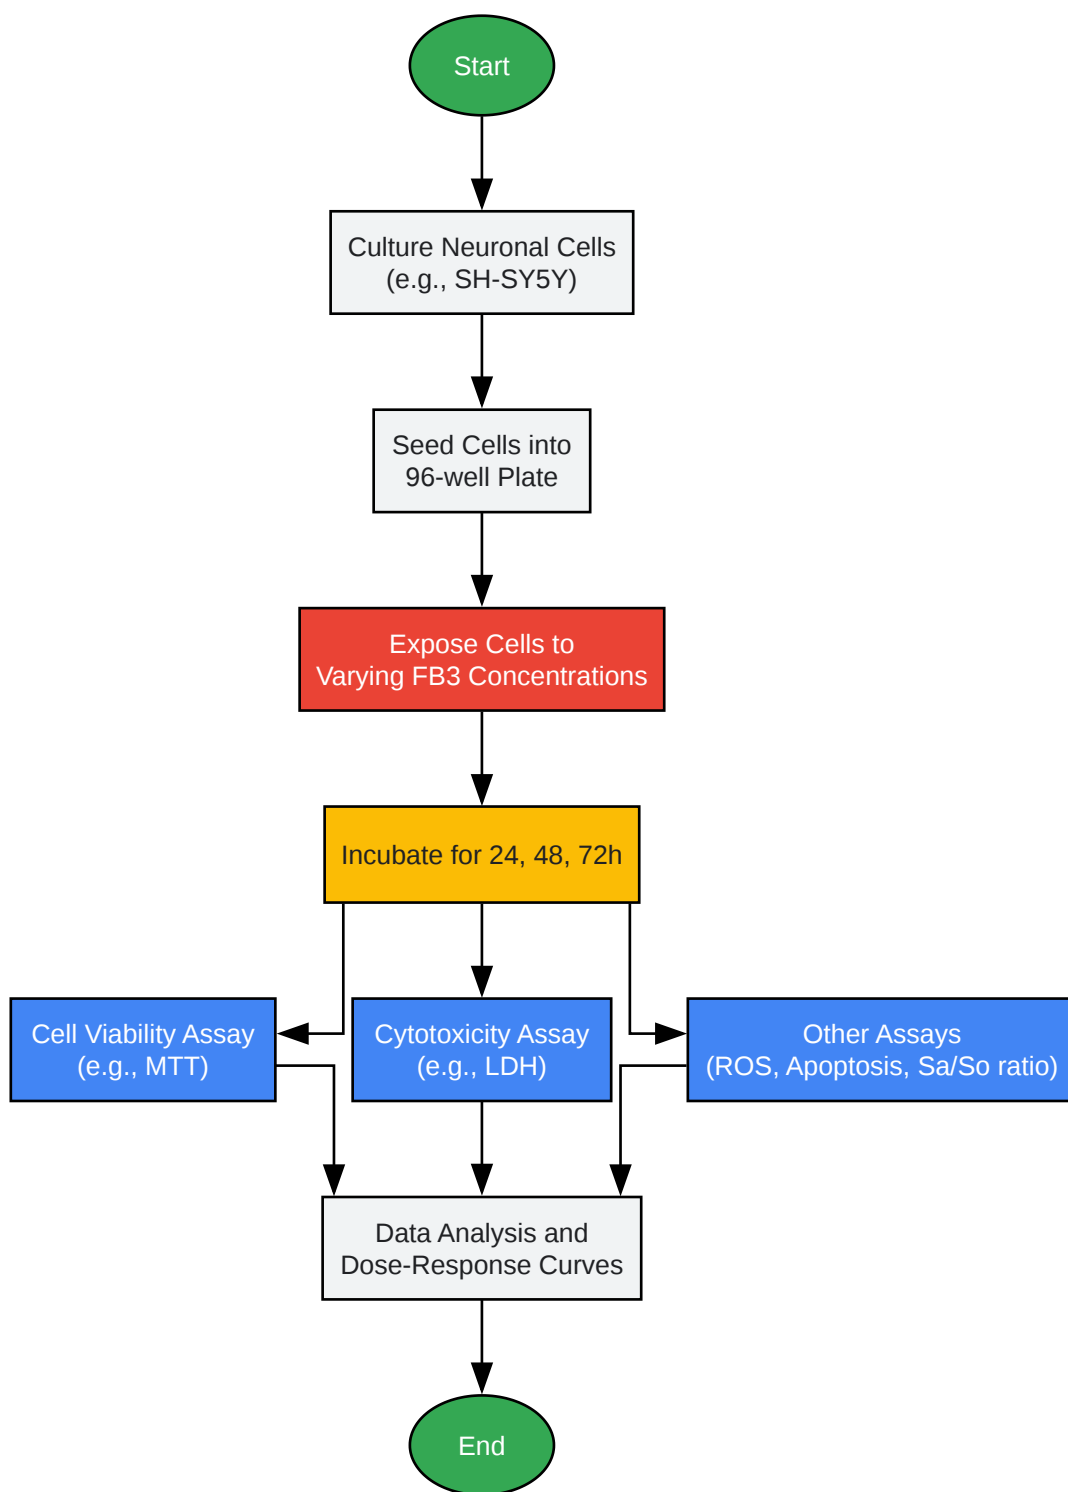 Start
Culture Neuronal Cells
(e.g., SH-SY5Y)
Seed Cells into
96-well Plate
Expose Cells to
Varying FB3 Concentrations
Incubate for 24, 48, 72h
Cell Viability Assay
(e.g., MTT)
Cytotoxicity Assay
(e.g., LDH)
Other Assays
(ROS, Apoptosis, Sa/So ratio)
Data Analysis and
Dose-Response Curves
End